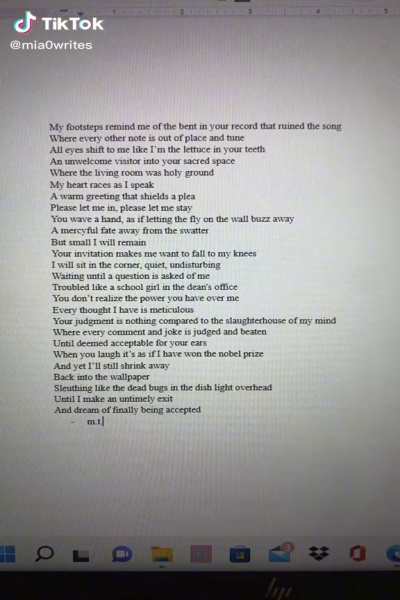 TikTok
@mia0writes
2
3
4
5
My footsteps remind me of the bent in your record that ruined the song
Where every other note is out of place and tune
All eyes shift to me like I'm the lettuce in your teeth
An unwelcome visitor into your sacred space
Where the living room was holy ground
My heart races as I speak
A warm greeting that shields a plea
Please let me in, please let me stay
You wave a hand, as if letting the fly on the wall buzz away
A mercyful fate away from the swatter
But small I will remain
Your invitation makes me want to fall to my knees
I will sit in the corner, quiet, undisturbing
Waiting until a question is asked of me
Troubled like a school girl in the dean's office
You don't realize the power you have over me
Every thought I have is meticulous
Your judgment is nothing compared to the slaughterhouse of my mind
Where every comment and joke is judged and beaten
Until deemed acceptable for your ears
When you laugh it's as if I have won the nobel prize
And yet I'll still shrink away
Back into the wallpaper
Sleuthing like the dead bugs in the dish light overhead
Until I make an untimely exit
And dream of finally being accepted
- m.t
hp